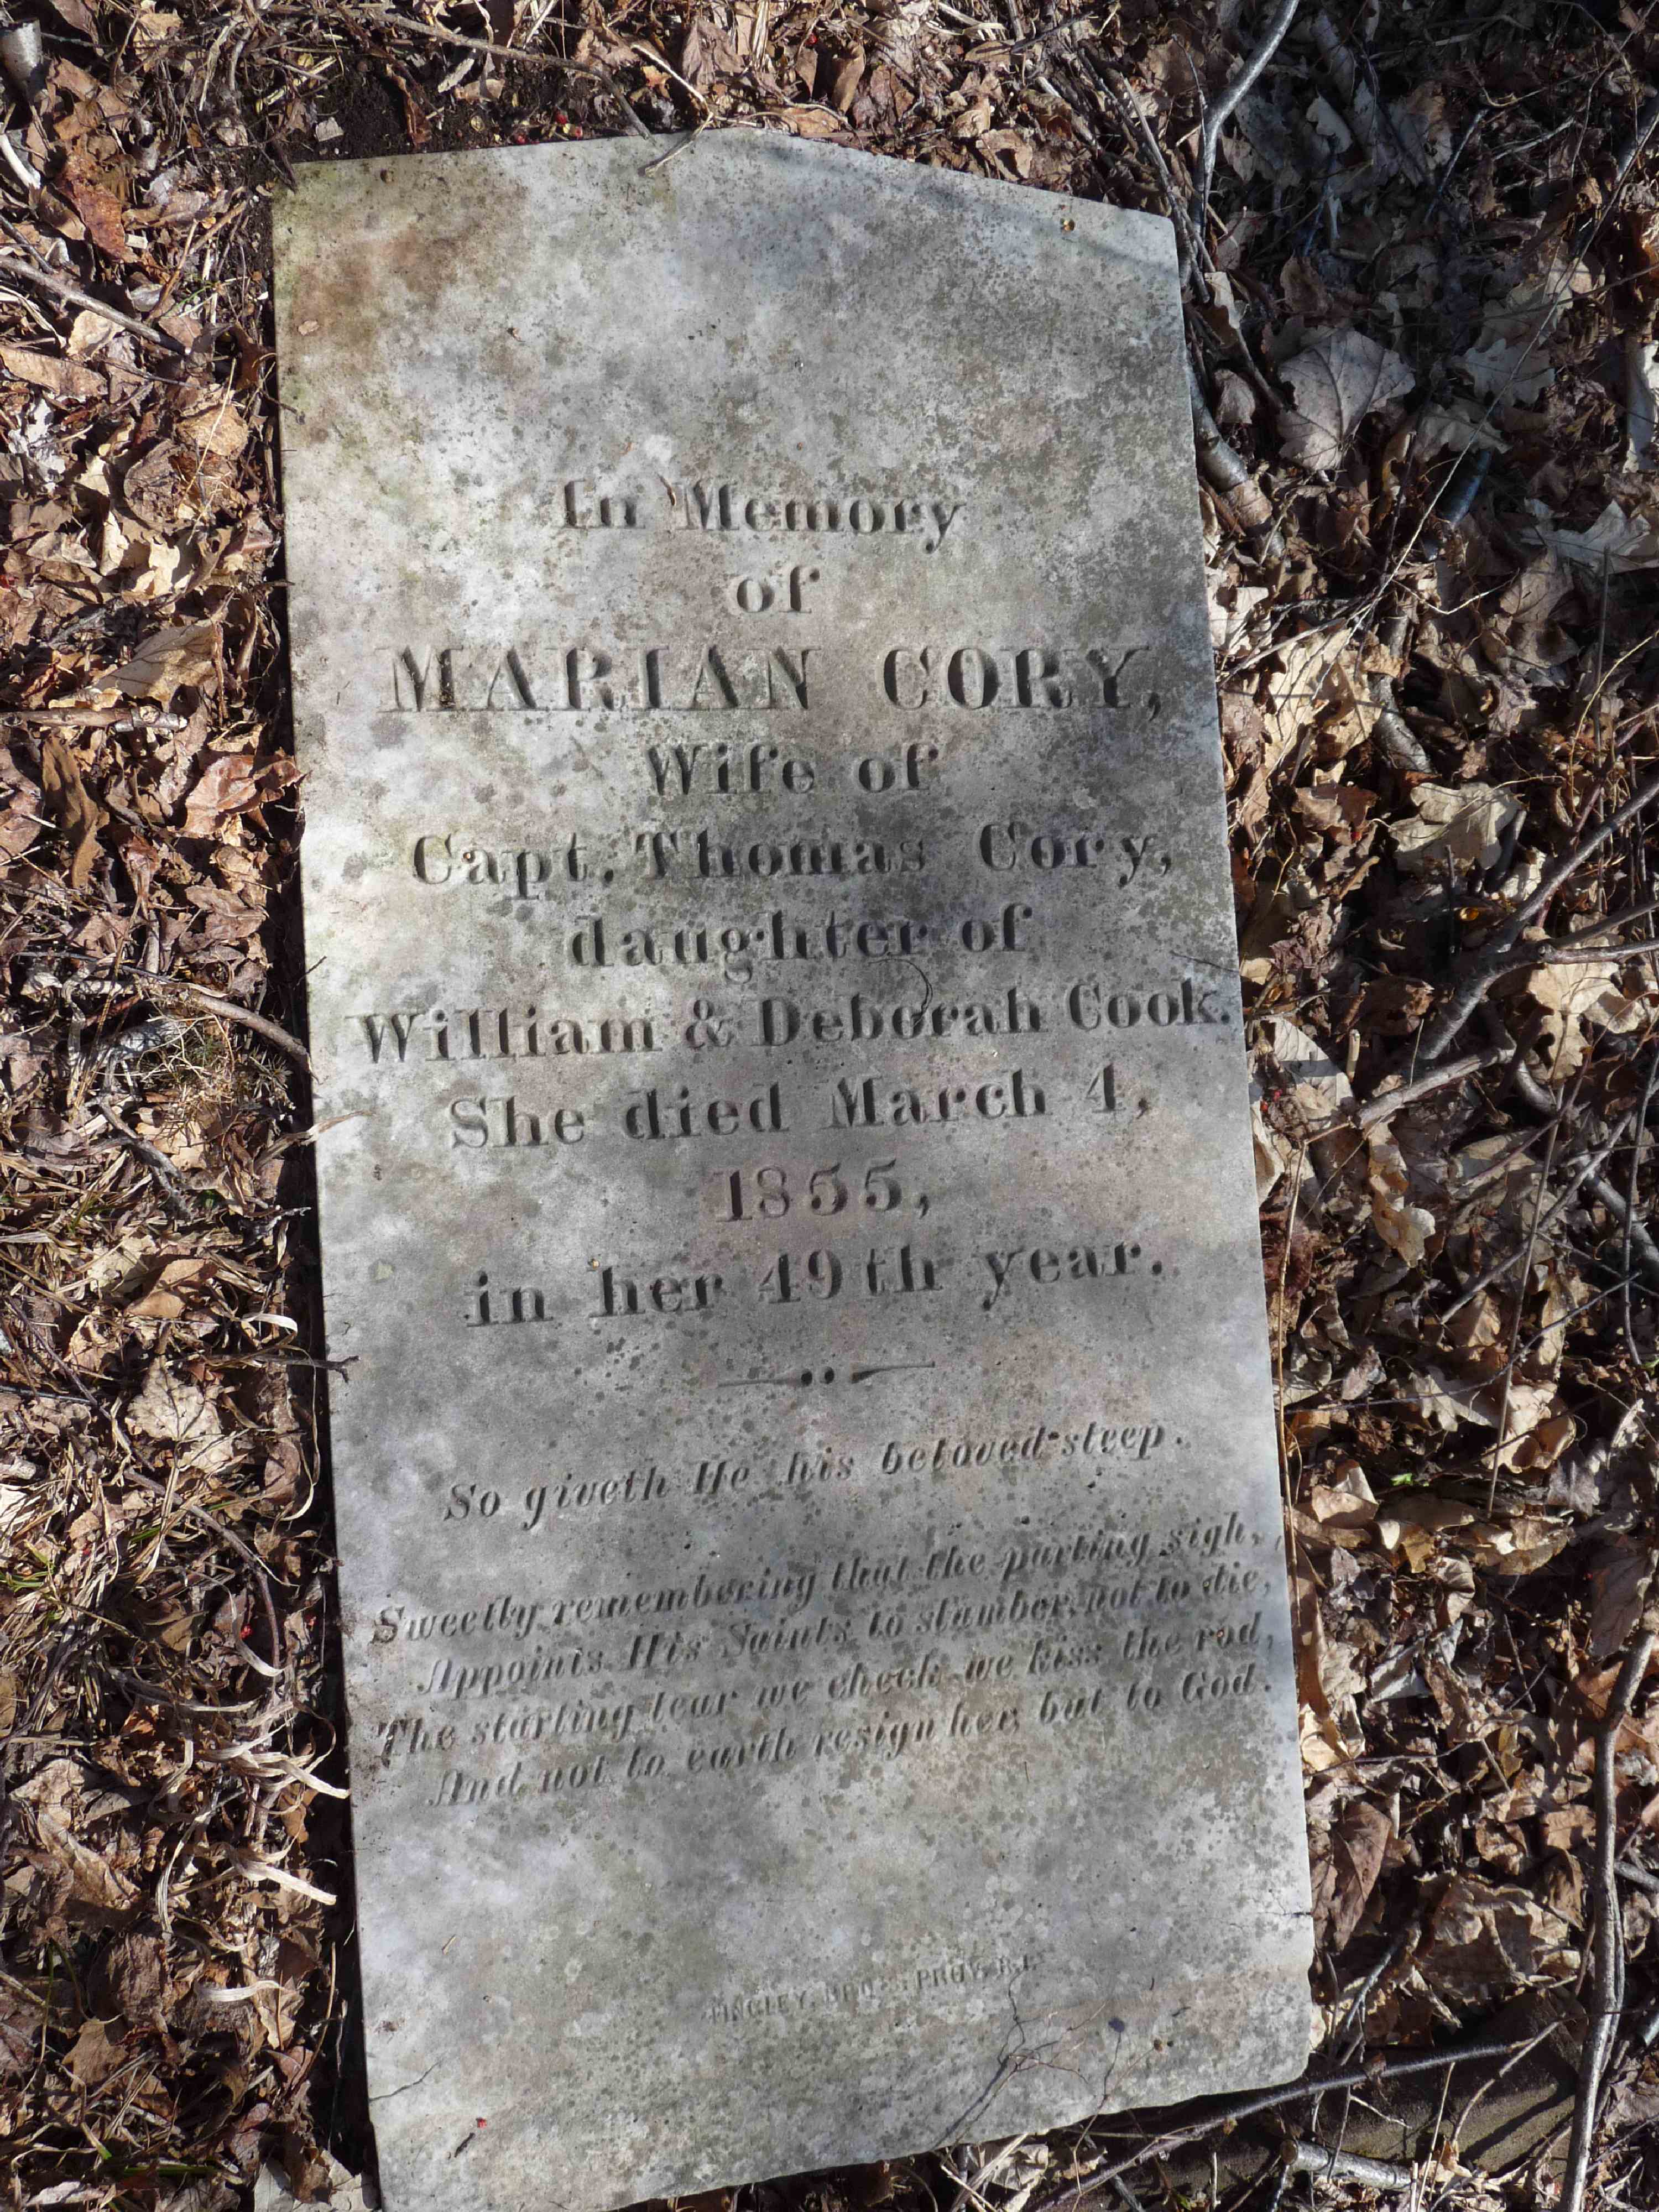 In Memory
of
MARIAN CORY,
Wife of
Capt. Thomas Cory,
daughter of
William & Deborah Cook.
She died March 4,
1855,
in her 49th year.
So giveth He his beloved sleep.
Sweetly remembering that the parting sigh,
Appoints His Saints to slumber, not to die,
The starting tear we check we kiss the rod,
And not to earth resign her, but to God.
TINGLEY, BRO'S PROV. R.I.